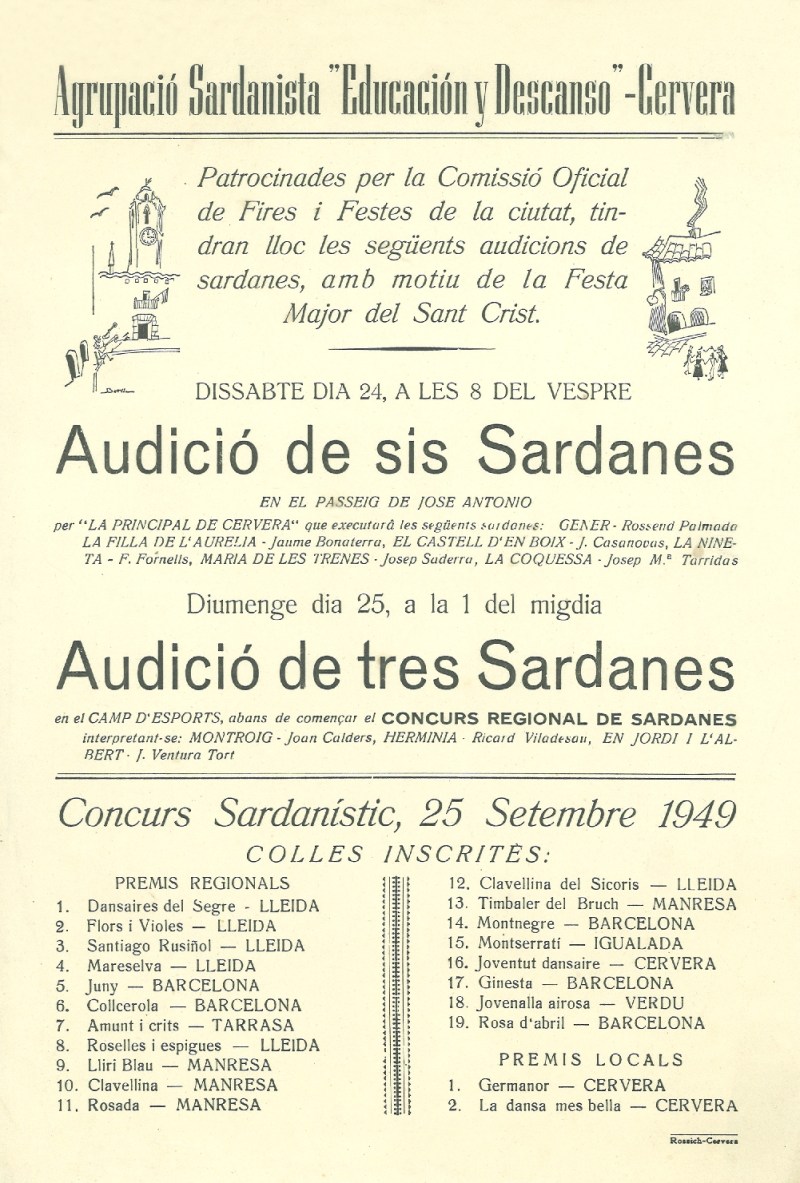 Agrupació Sardanista "Educación y Descanso" - Cervera
Patrocinades per la Comissió Oficial
de Fires i Festes de la ciutat, tin-
dran lloc les següents audicions de
sardanes, amb motiu de la Festa
Major del Sant Crist.
DISSABTE DIA 24, A LES 8 DEL VESPRE
Audició de sis Sardanes
EN EL PASSEIG DE JOSE ANTONIO
per "LA PRINCIPAL DE CERVERA" que executará les següents sardanes: GENER - Rossend Palmada
LA FILLA DE L'AURELIA - Jaume Bonaterra, EL CASTELL D'EN BOIX - J. Casanovas, LA NINE-
TA - F. Fornells, MARIA DE LES TRENES - Josep Saderra, LA COQUESSA - Josep M.ª Tarridas
Diumenge dia 25, a la 1 del migdia
Audició de tres Sardanes
en el CAMP D'ESPORTS, abans de començar el CONCURS REGIONAL DE SARDANES
interpretant-se: MONTROIG - Joan Calders, HERMINIA - Ricard Viladesau, EN JORDI I L'AL-
BERT - J. Ventura Tort
Concurs Sardanístic, 25 Setembre 1949
COLLES INSCRITÈS:
PREMIS REGIONALS
1. Dansaires del Segre - LLEIDA
2. Flors i Violes — LLEIDA
3. Santiago Rusiñol — LLEIDA
4. Mareselva — LLEIDA
5. Juny — BARCELONA
6. Collcerola — BARCELONA
7. Amunt i crits — TARRASA
8. Roselles i espigues — LLEIDA
9. Lliri Blau — MANRESA
10. Clavellina — MANRESA
11. Rosada — MANRESA
12. Clavellina del Sicoris — LLEIDA
13. Timbaler del Bruch — MANRESA
14. Montnegre — BARCELONA
15. Montserratí — IGUALADA
16. Joventut dansaire — CERVERA
17. Ginesta — BARCELONA
18. Jovenalla airosa — VERDU
19. Rosa d'abril — BARCELONA
PREMIS LOCALS
1. Germanor — CERVERA
2. La dansa mes bella — CERVERA
Rossich-Cervera